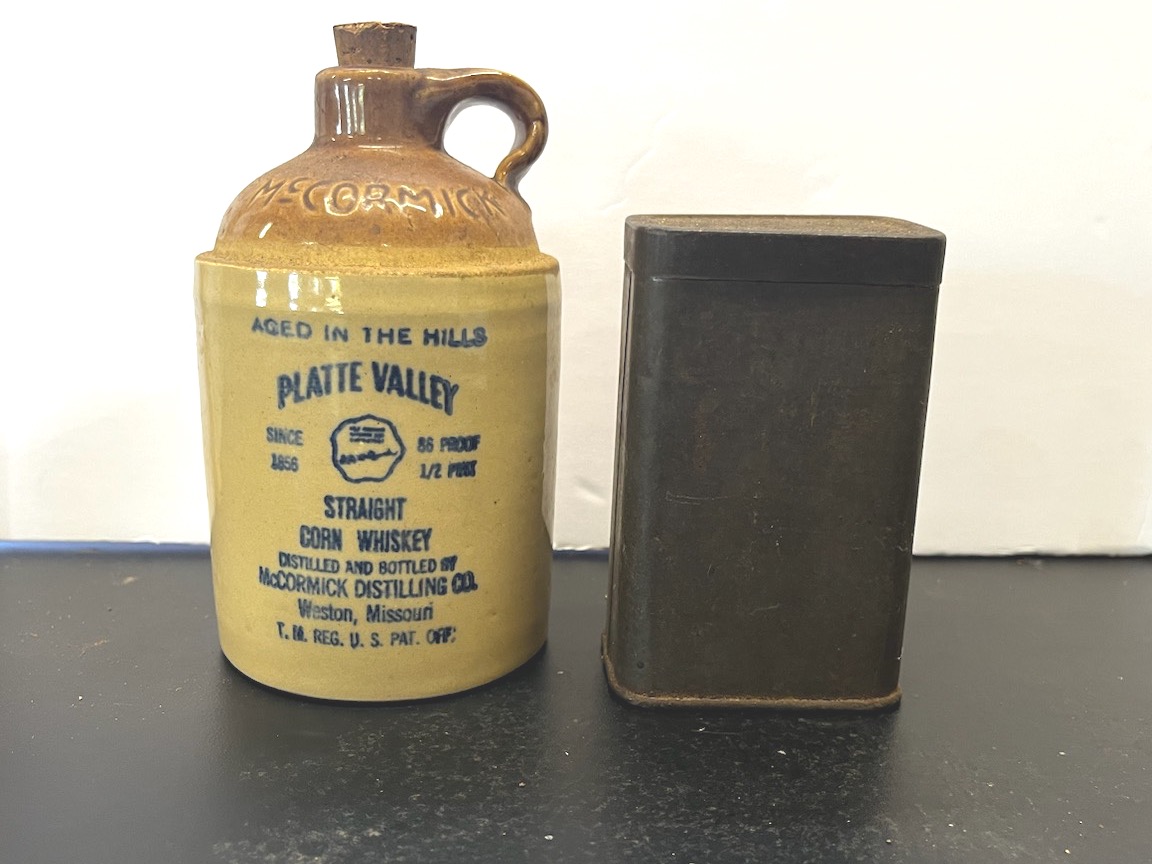 McCORMICK
AGED IN THE HILLS
PLATTE VALLEY
SINCE
1856
86 PROOF
1/2 PINT
STRAIGHT
CORN WHISKEY
DISTILLED AND BOTTLED BY
McCORMICK DISTILLING CO.
Weston, Missouri
T. M. REG. U. S. PAT. OFF.